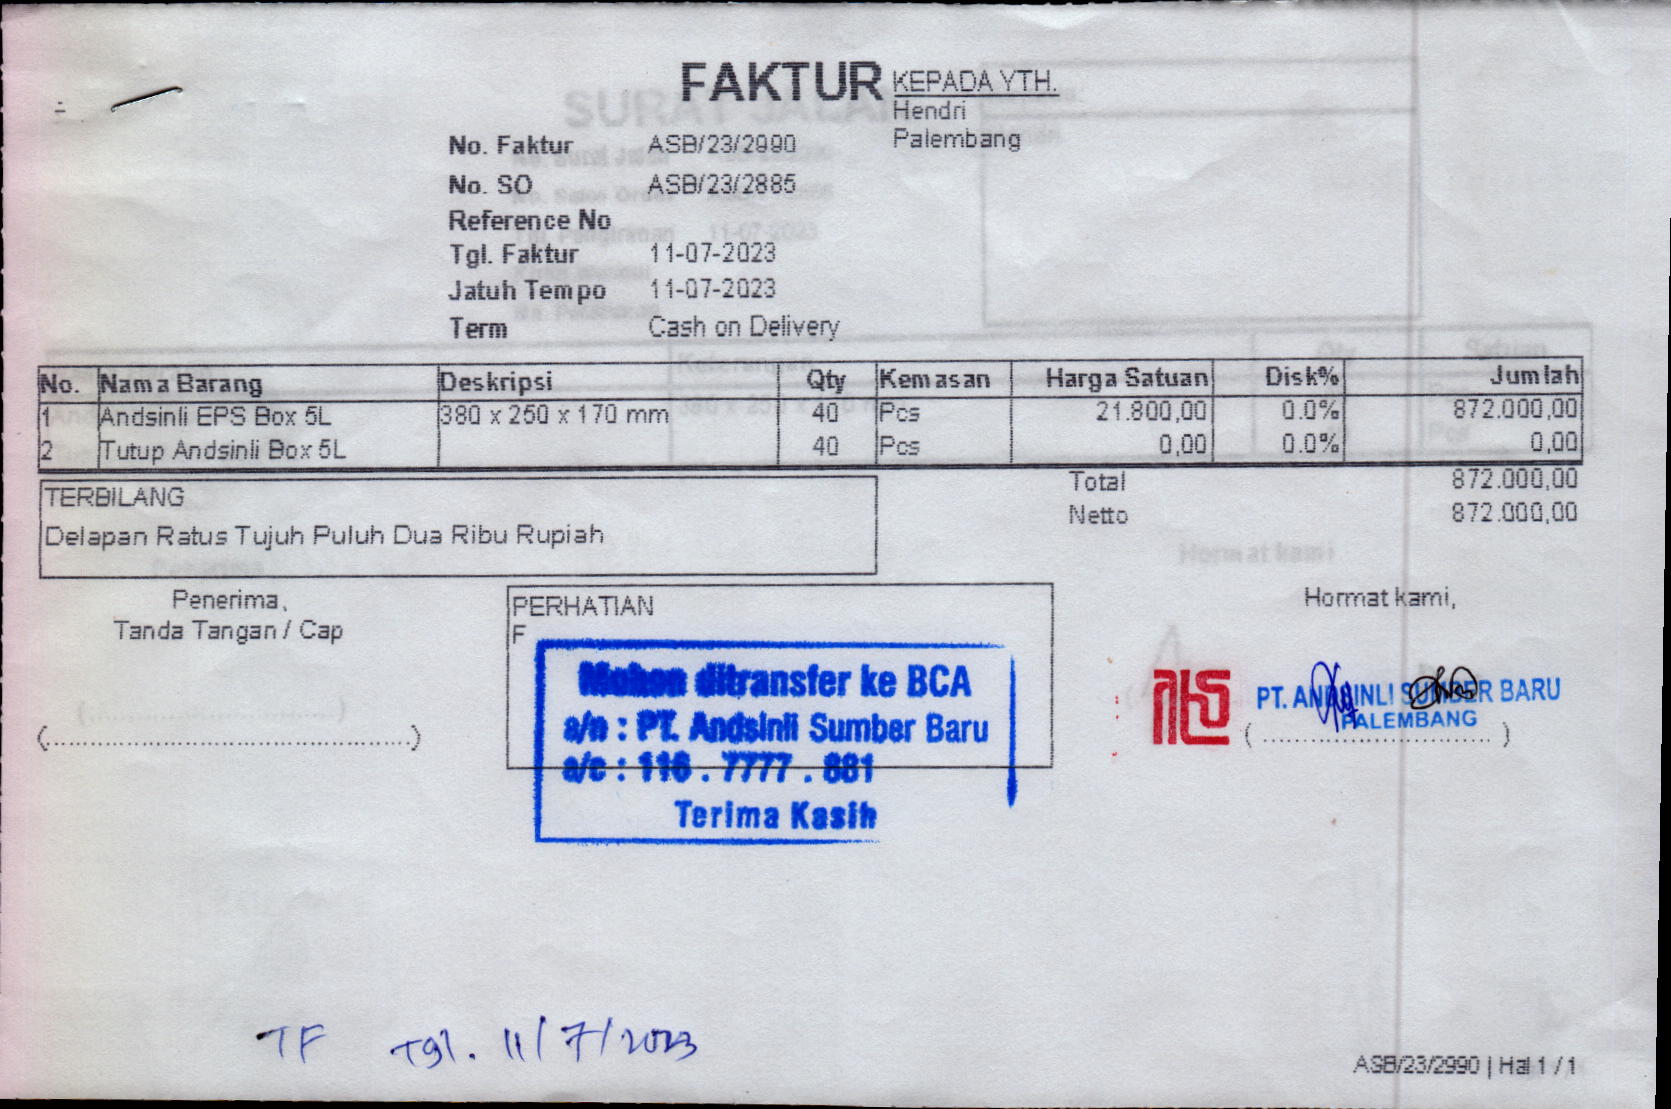 FAKTUR
KEPADA YTH.
Hendri
Palembang
No. Faktur ASB/23/2990
No. SO ASB/23/2885
Reference No
Tgl. Faktur 11-07-2023
Jatuh Tempo 11-07-2023
Term Cash on Delivery
No. Nama Barang Deskripsi Qty Kemasan Harga Satuan Disk% Jumlah
1 Andsinli EPS Box 5L 380 x 250 x 170 mm 40 Pcs 21.800,00 0.0% 872.000,00
2 Tutup Andsinli Box 5L 40 Pcs 0,00 0.0% 0,00
Total 872.000,00
Netto 872.000,00
TERBILANG
Delapan Ratus Tujuh Puluh Dua Ribu Rupiah
Penerima,
Tanda Tangan / Cap
(..........................................)
PERHATIAN
F
Mohon ditransfer ke BCA
a/n : PT. Andsinli Sumber Baru
a/c : 116 . 7777 . 881
Terima Kasih
Hormat kami,
PT. ANDSINLI SUMBER BARU
PALEMBANG
(..............................)
TF Tgl. 11/7/2023
ASB/23/2990 | Hal 1 / 1